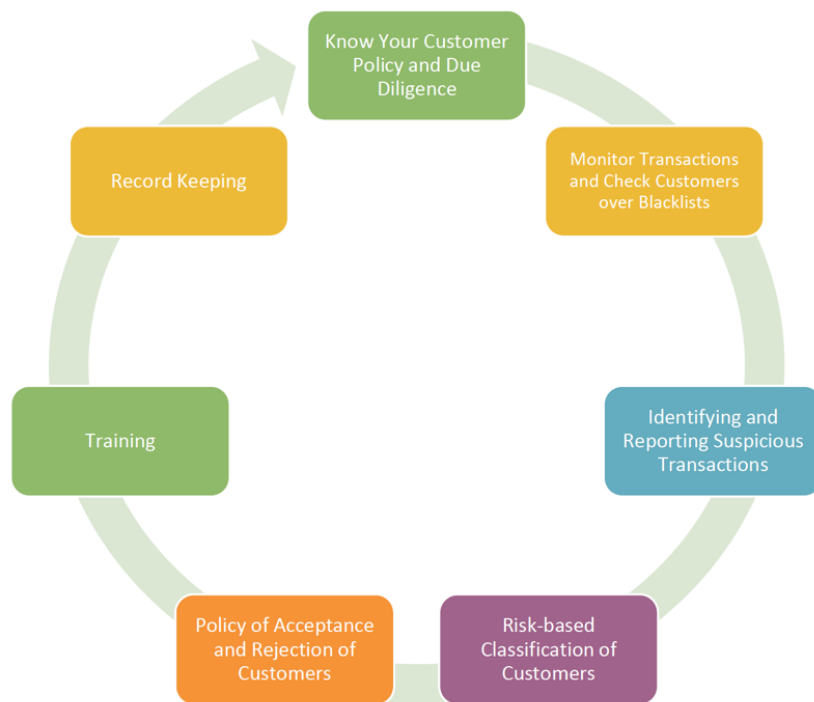 Know Your Customer
Policy and Due
Diligence
Monitor Transactions
and Check Customers
over Blacklists
Identifying and
Reporting Suspicious
Transactions
Risk-based
Classification of
Customers
Policy of Acceptance
and Rejection of
Customers
Training
Record Keeping